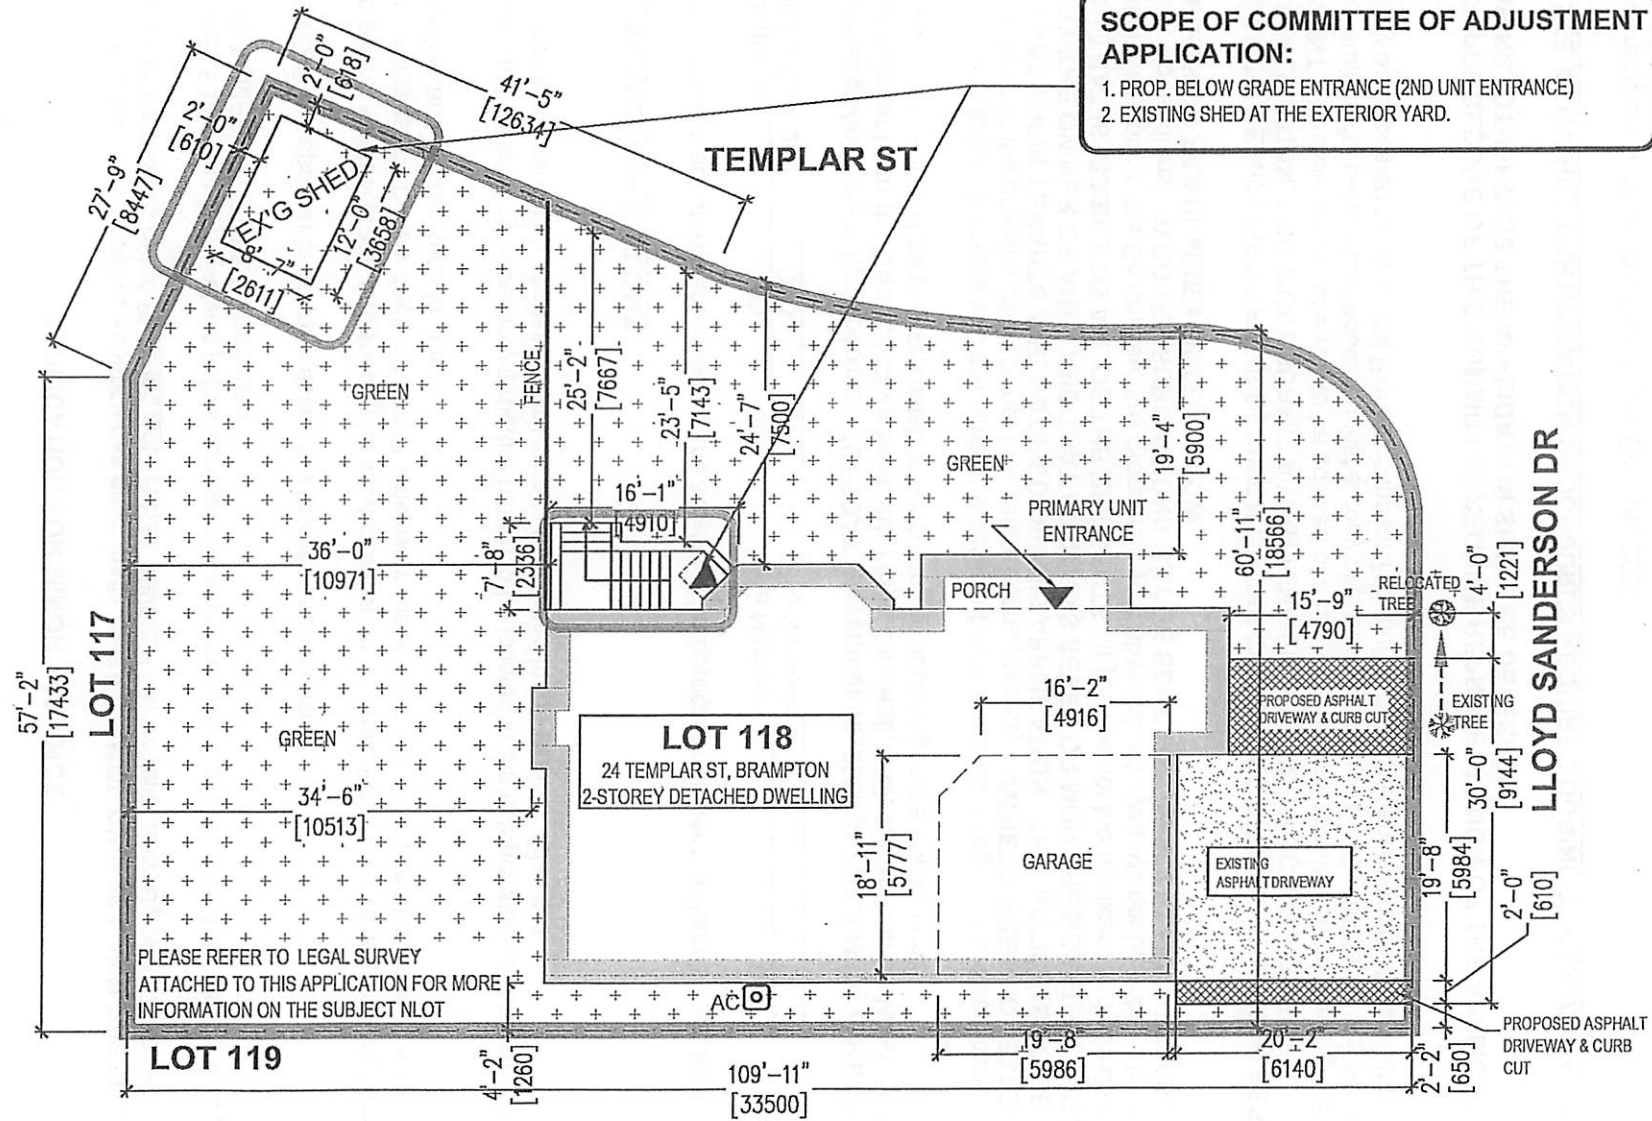 SCOPE OF COMMITTEE OF ADJUSTMENT
APPLICATION:
1. PROP. BELOW GRADE ENTRANCE (2ND UNIT ENTRANCE)
2. EXISTING SHED AT THE EXTERIOR YARD.
41'-5"
[12634]
2'-0"
[618]
2'-0"
[610]
27'-9"
[8447]
EX'G SHED
12'-0"
[3658]
8'-7"
[2611]
TEMPLAR ST
GREEN
FENCE
25'-2"
[7667]
23'-5"
[7143]
24'-7"
[7500]
GREEN
19'-4"
[5900]
60'-11"
[18566]
16'-1"
[4910]
7'-8"
[2336]
36'-0"
[10971]
PRIMARY UNIT
ENTRANCE
PORCH
15'-9"
[4790]
RELOCATED
TREE
4'-0"
[1221]
LLOYD SANDERSON DR
LOT 117
57'-2"
[17433]
GREEN
34'-6"
[10513]
LOT 118
24 TEMPLAR ST, BRAMPTON
2-STOREY DETACHED DWELLING
16'-2"
[4916]
PROPOSED ASPHALT
DRIVEWAY & CURB CUT
EXISTING
TREE
30'-0"
[9144]
18'-11"
[5777]
GARAGE
EXISTING
ASPHALT DRIVEWAY
19'-8"
[5984]
2'-0"
[610]
PLEASE REFER TO LEGAL SURVEY
ATTACHED TO THIS APPLICATION FOR MORE
INFORMATION ON THE SUBJECT NLOT
AC
PROPOSED ASPHALT
DRIVEWAY & CURB
CUT
LOT 119
4'-2"
[1260]
19'-8"
[5986]
20'-2"
[6140]
2'-2"
[650]
109'-11"
[33500]